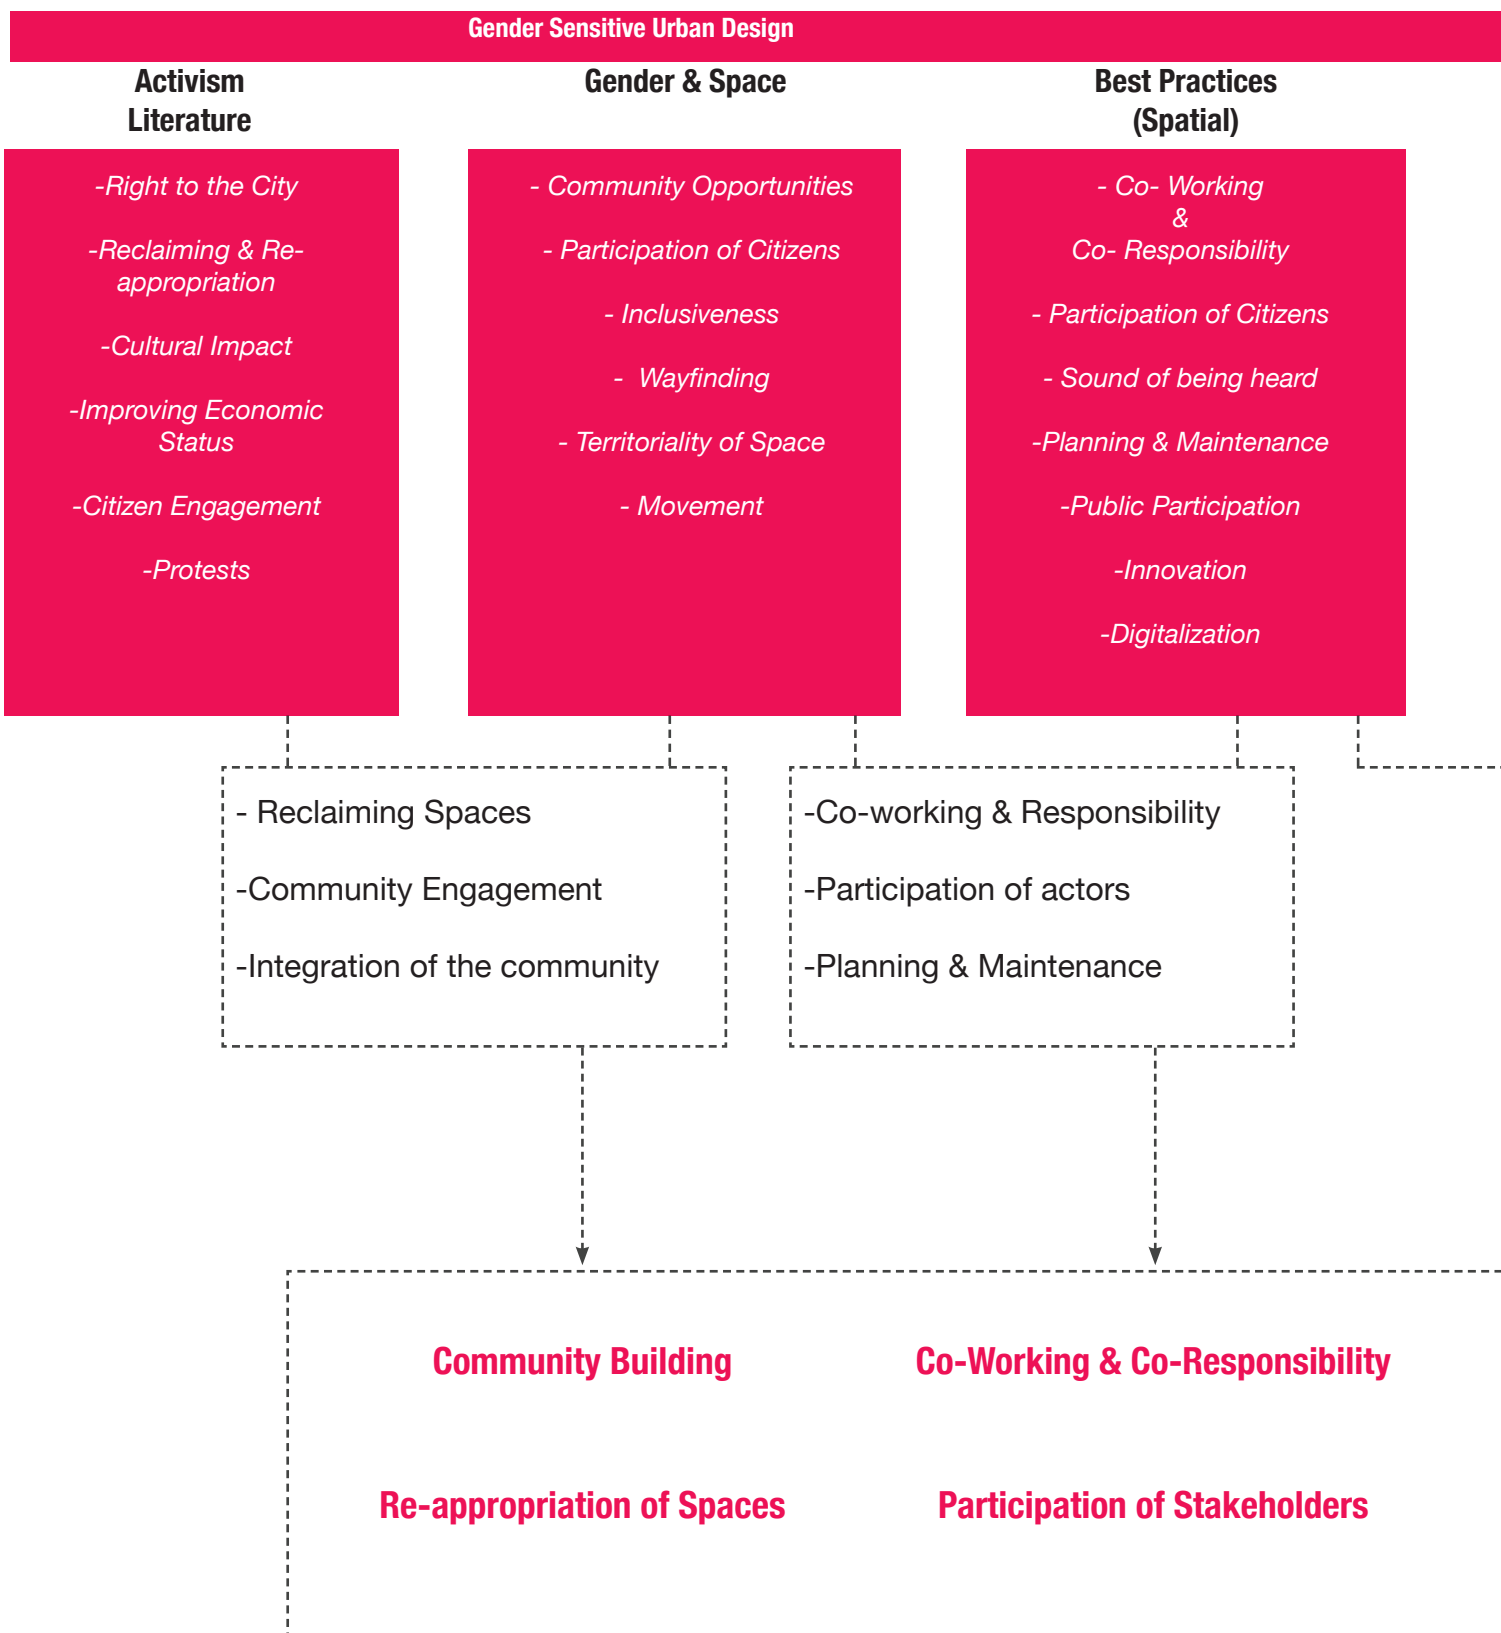 Gender Sensitive Urban Design
Activism
Literature
-Right to the City
-Reclaiming & Re-
appropriation
-Cultural Impact
-Improving Economic
Status
-Citizen Engagement
-Protests
Gender & Space
- Community Opportunities
- Participation of Citizens
- Inclusiveness
- Wayfinding
- Territoriality of Space
- Movement
Best Practices
(Spatial)
- Co- Working
&
Co- Responsibility
- Participation of Citizens
- Sound of being heard
-Planning & Maintenance
-Public Participation
-Innovation
-Digitalization
- Reclaiming Spaces
-Community Engagement
-Integration of the community
-Co-working & Responsibility
-Participation of actors
-Planning & Maintenance
Community Building
Co-Working & Co-Responsibility
Re-appropriation of Spaces
Participation of Stakeholders